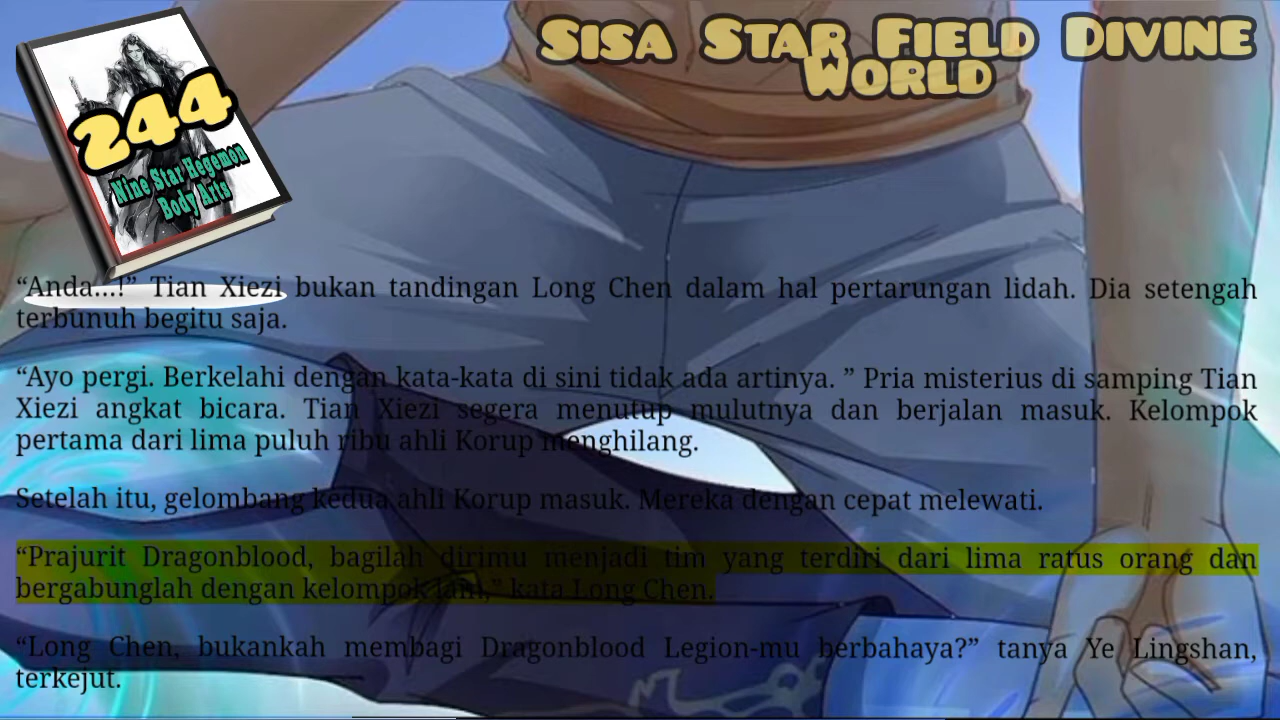 Sisa Star Field Divine
World
244
Nine Star Hegemon
Body Arts
“Anda...!” Tian Xiezi bukan tandingan Long Chen dalam hal pertarungan lidah. Dia setengah
terbunuh begitu saja.
“Ayo pergi. Berkelahi dengan kata-kata di sini tidak ada artinya. ” Pria misterius di samping Tian
Xiezi angkat bicara. Tian Xiezi segera menutup mulutnya dan berjalan masuk. Kelompok
pertama dari lima puluh ribu ahli Korup menghilang.
Setelah itu, gelombang kedua ahli Korup masuk. Mereka dengan cepat melewati.
“Prajurit Dragonblood, bagilah dirimu menjadi tim yang terdiri dari lima ratus orang dan
bergabunglah dengan kelompok lain,” kata Long Chen.
“Long Chen, bukankah membagi Dragonblood Legion-mu berbahaya?” tanya Ye Lingshan,
terkejut.